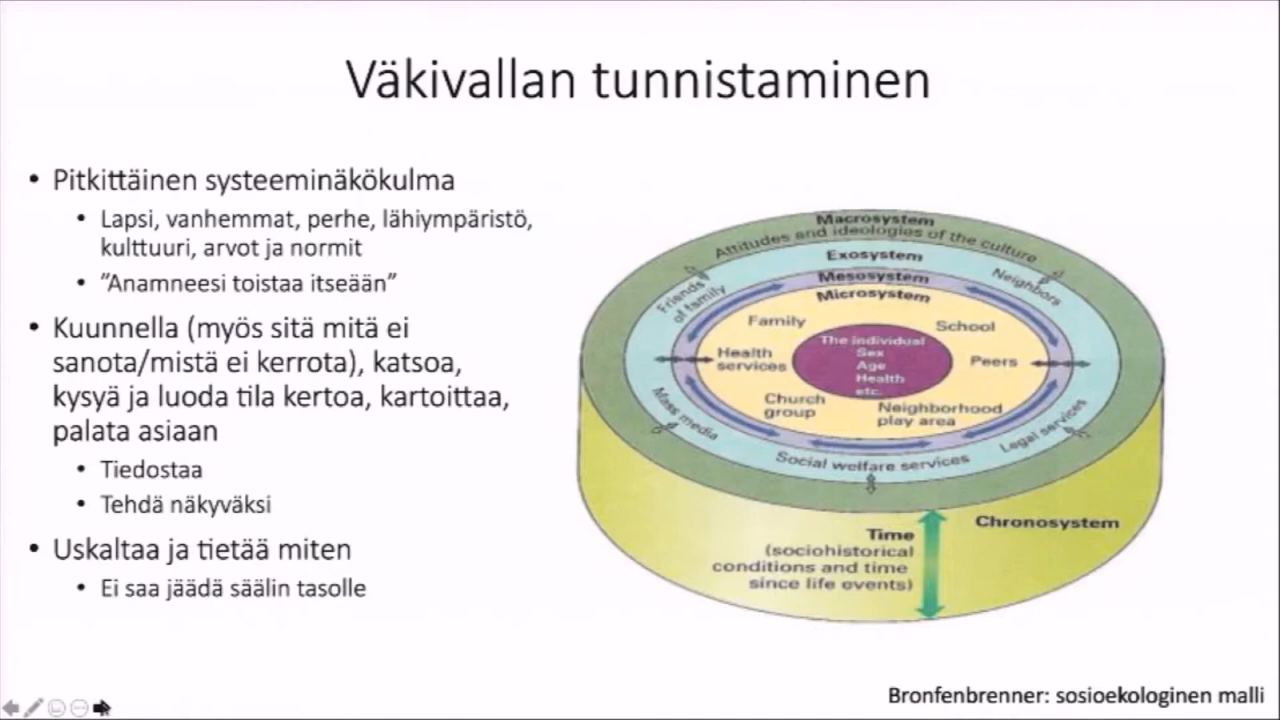 Väkivallan tunnistaminen
• Pitkittäinen systeeminäkökulma
• Lapsi, vanhemmat, perhe, lähiympäristö,
kulttuuri, arvot ja normit
• ”Anamneesi toistaa itseään”
• Kuunnella (myös sitä mitä ei
sanota/mistä ei kerrota), katsoa,
kysyä ja luoda tila kertoa, kartoittaa,
palata asiaan
• Tiedostaa
• Tehdä näkyväksi
• Uskaltaa ja tietää miten
• Ei saa jäädä säälin tasolle
Macrosystem
Attitudes and ideologies of the culture
Exosystem
Mesosystem
Microsystem
Friends
of family
Neighbors
Family
School
The individual
Sex
Age
Health
etc.
Health
services
Peers
Church
group
Neighborhood
play area
Mass media
Legal services
Social welfare services
Chronosystem
Time
(sociohistorical
conditions and time
since life events)
Bronfenbrenner: sosioekologinen malli